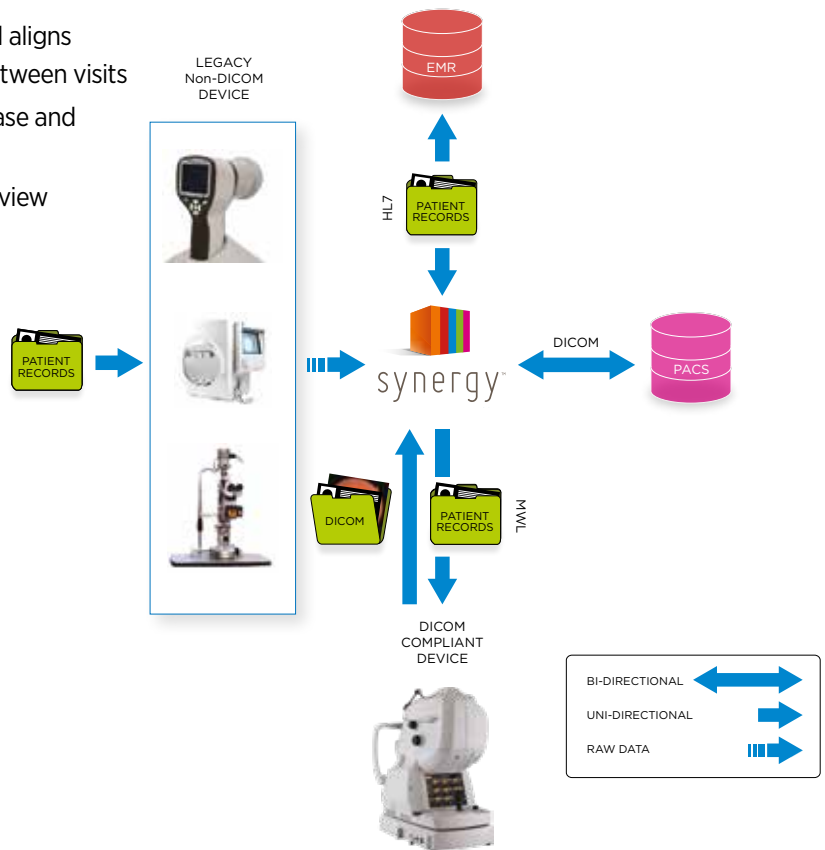 l aligns
tween visits
ase and
view
LEGACY
Non-DICOM
DEVICE
EMR
HL7
PATIENT
RECORDS
PATIENT
RECORDS
synergy™
DICOM
PACS
DICOM
PATIENT
RECORDS
MWL
DICOM
COMPLIANT
DEVICE
BI-DIRECTIONAL
UNI-DIRECTIONAL
RAW DATA